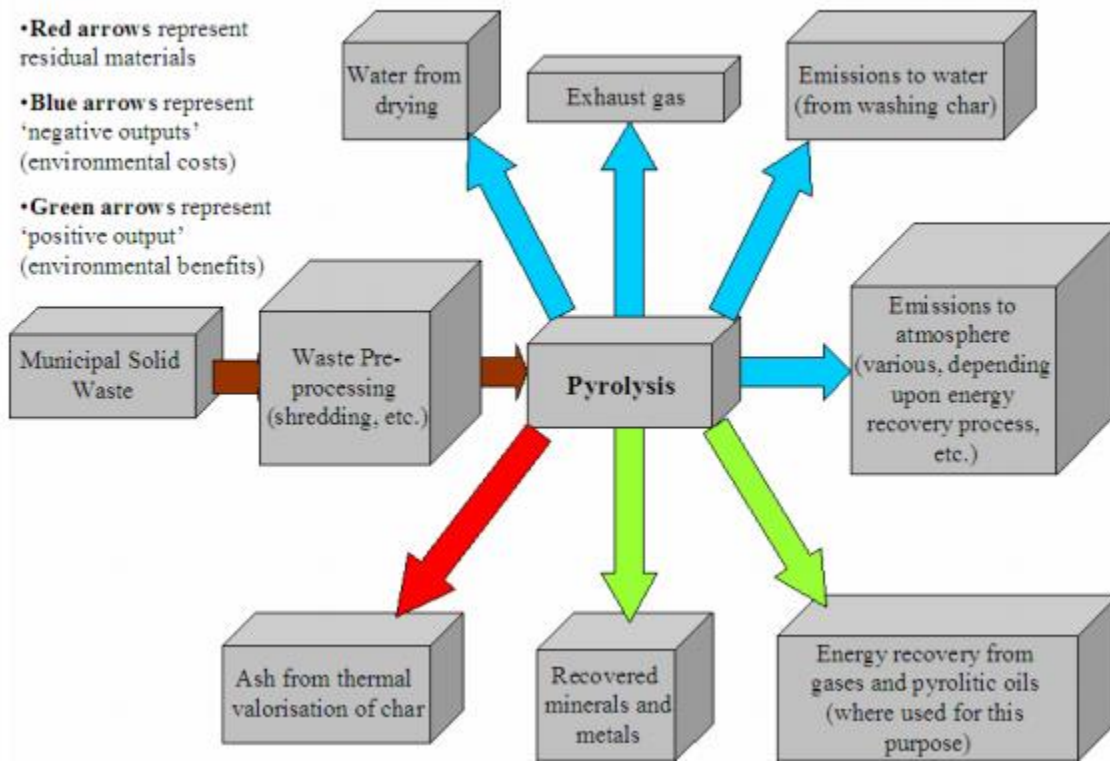 •Red arrows represent
residual materials
•Blue arrows represent
‘negative outputs’
(environmental costs)
•Green arrows represent
‘positive output’
(environmental benefits)
Water from
drying
Exhaust gas
Emissions to water
(from washing char)
Municipal Solid
Waste
Waste Pre-
processing
(shredding, etc.)
Pyrolysis
Emissions to
atmosphere
(various, depending
upon energy
recovery process,
etc.)
Ash from thermal
valorisation of char
Recovered
minerals and
metals
Energy recovery from
gases and pyrolitic oils
(where used for this
purpose)